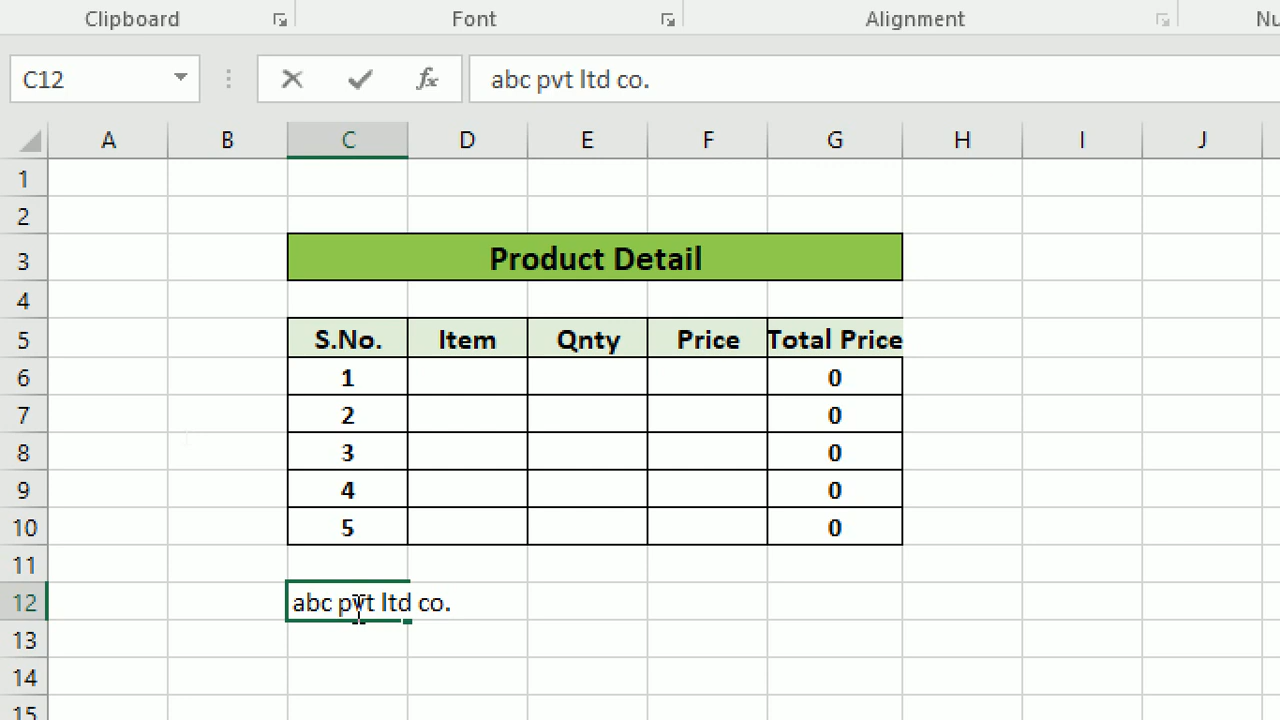 Clipboard Font Alignment Nu
C12 fx abc pvt ltd co.
A B C D E F G H I J
1
2
3 Product Detail
4
5 S.No. Item Qnty Price Total Price
6 1 0
7 2 0
8 3 0
9 4 0
10 5 0
11
12 abc pvt ltd co.
13
14
15